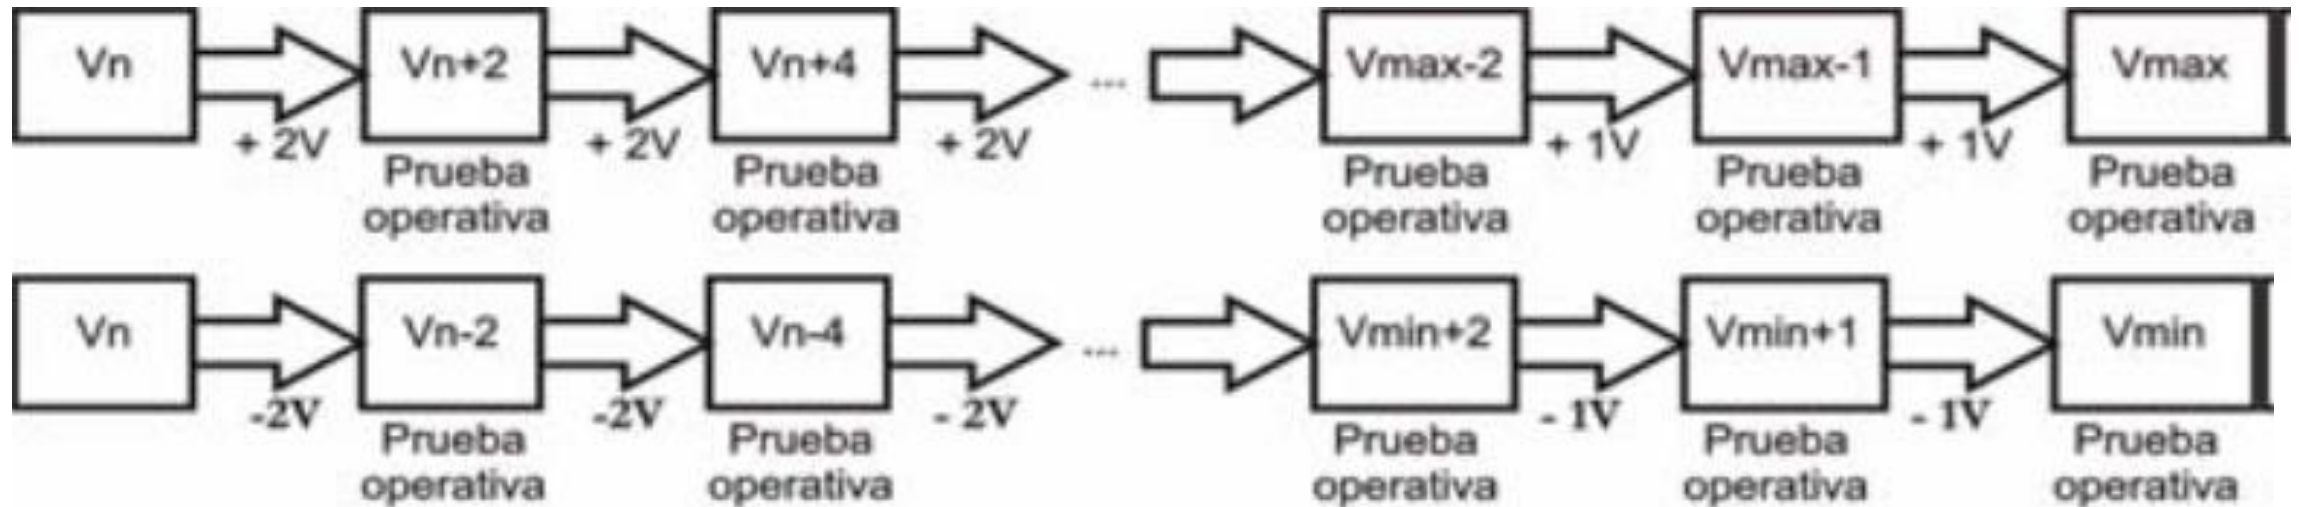 Vn Vn+2 Vn+4 ... Vmax-2 Vmax-1 Vmax
+ 2V + 2V + 2V + 1V + 1V
Prueba Prueba Prueba Prueba Prueba
operativa operativa operativa operativa operativa
Vn Vn-2 Vn-4 ... Vmin+2 Vmin+1 Vmin
-2V -2V - 2V - 1V - 1V
Prueba Prueba Prueba Prueba Prueba
operativa operativa operativa operativa operativa